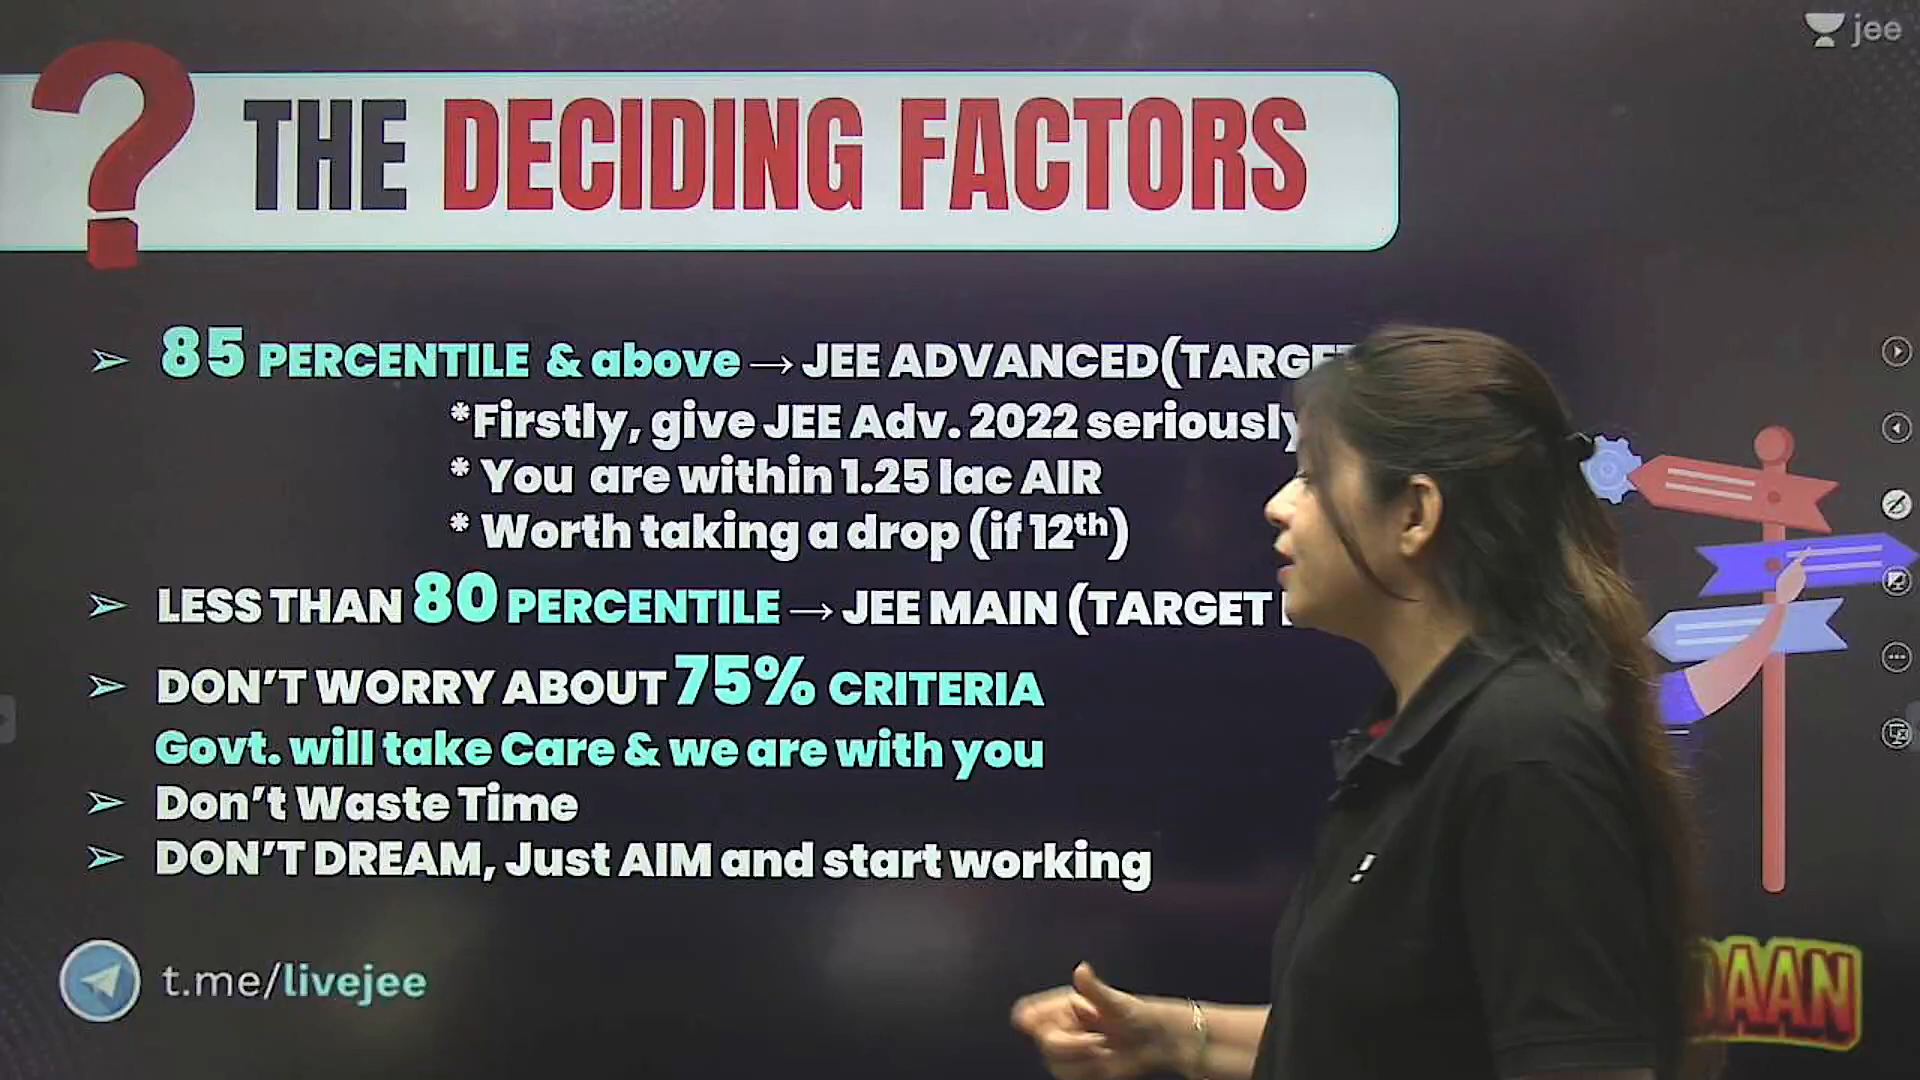 jee
THE DECIDING FACTORS
➢ 85 PERCENTILE & above → JEE ADVANCED(TARGET
*Firstly, give JEE Adv. 2022 seriously
* You are within 1.25 lac AIR
* Worth taking a drop (if 12th)
➢ LESS THAN 80 PERCENTILE → JEE MAIN (TARGET
➢ DON'T WORRY ABOUT 75% CRITERIA
Govt. will take Care & we are with you
➢ Don't Waste Time
➢ DON'T DREAM, Just AIM and start working
t.me/livejee